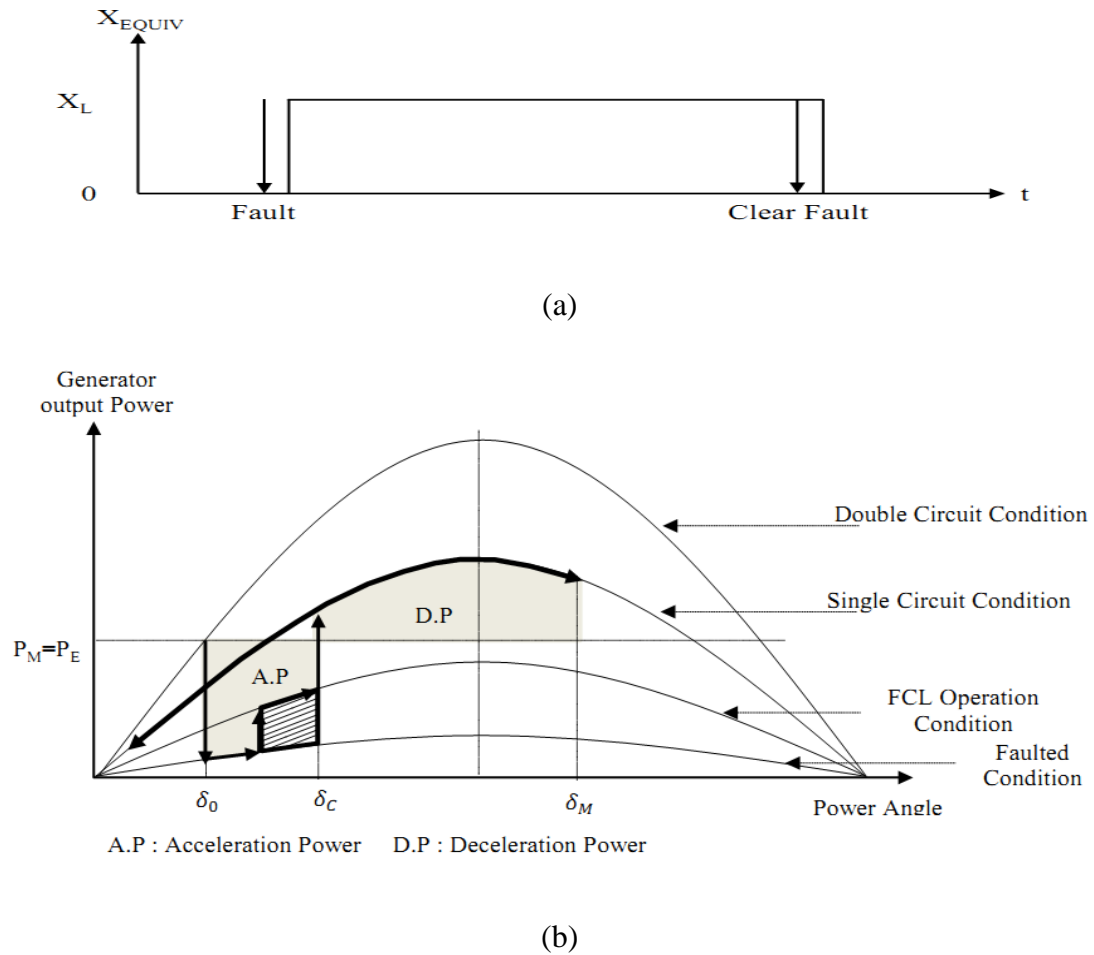 X_EQUIV
X_L
0
t
Fault
Clear Fault
(a)
Generator
output Power
Double Circuit Condition
Single Circuit Condition
D.P
P_M=P_E
A.P
FCL Operation
Condition
Faulted
Condition
δ_0
δ_C
δ_M
Power Angle
A.P : Acceleration Power D.P : Deceleration Power
(b)